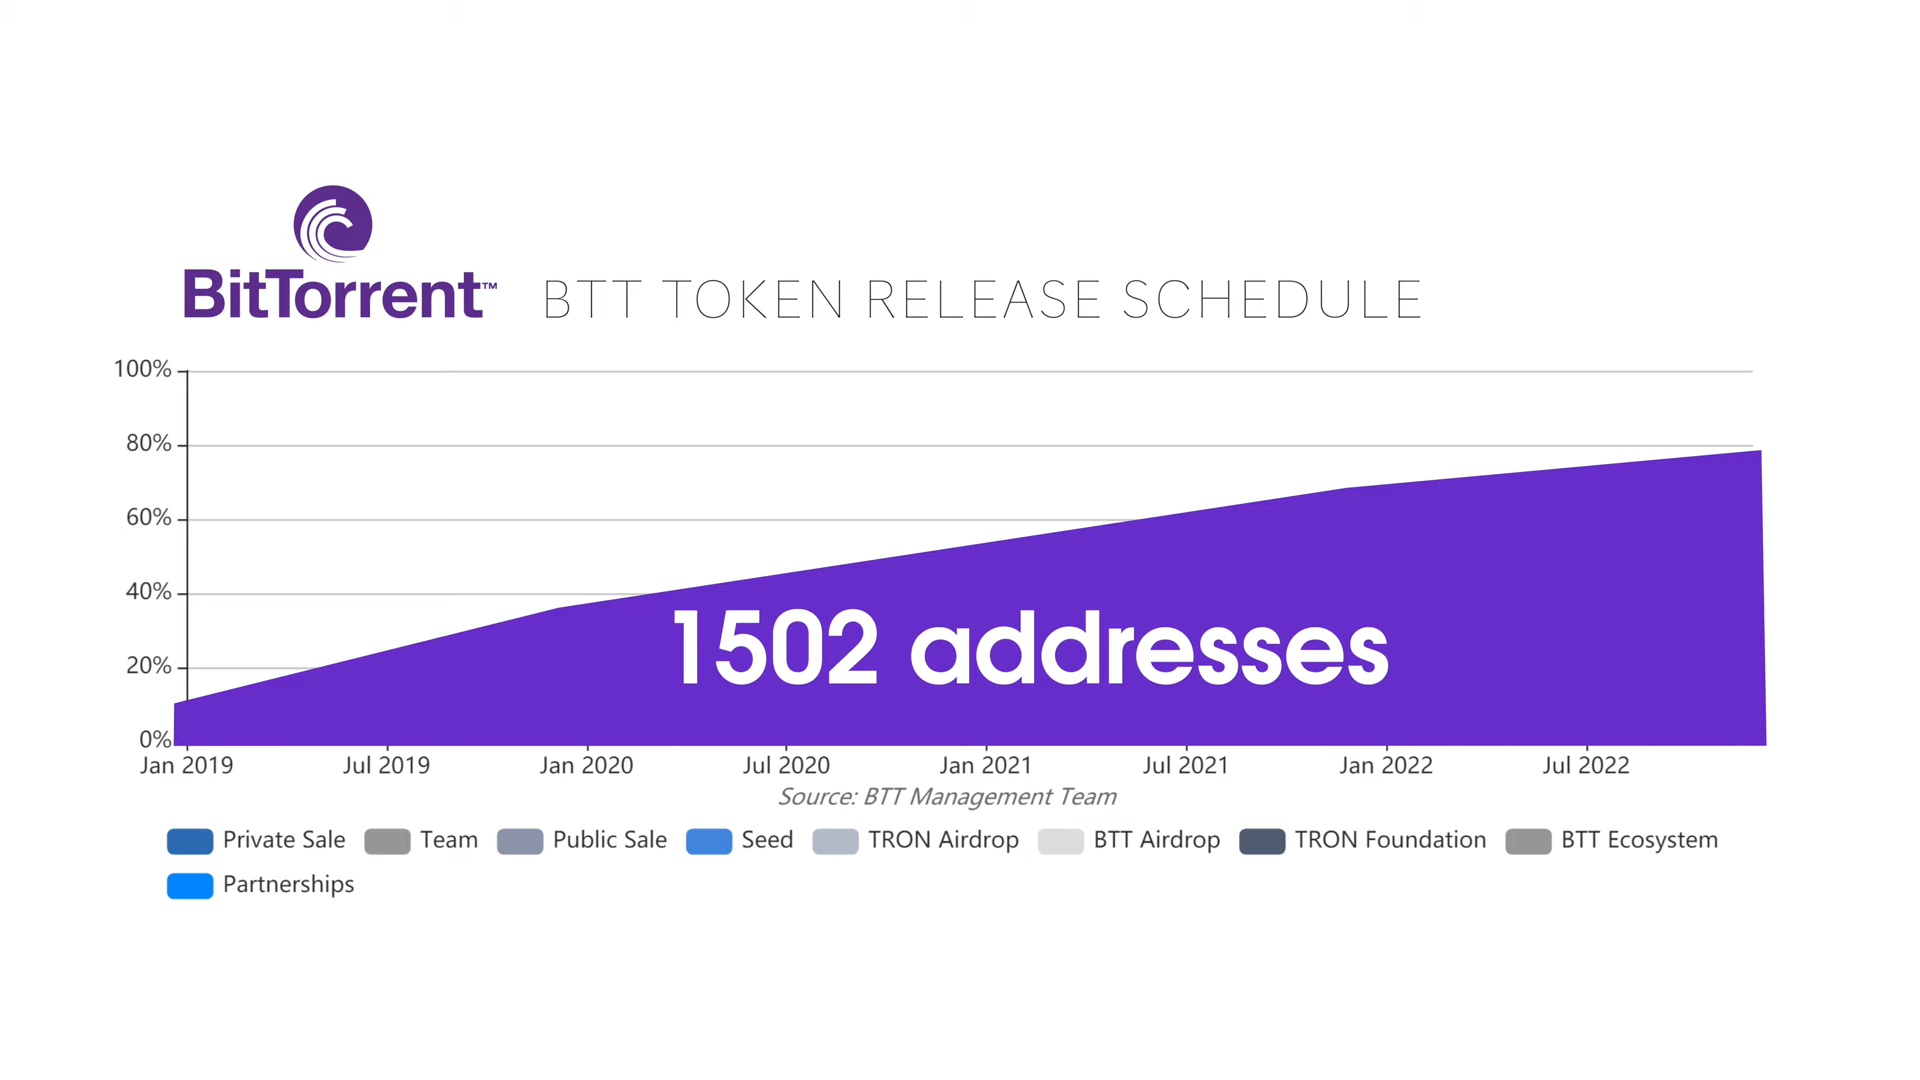 BitTorrent™
BTT TOKEN RELEASE SCHEDULE
100%
80%
60%
40%
20%
0%
1502 addresses
Jan 2019 Jul 2019 Jan 2020 Jul 2020 Jan 2021 Jul 2021 Jan 2022 Jul 2022
Source: BTT Management Team
Private Sale Team Public Sale Seed TRON Airdrop BTT Airdrop TRON Foundation BTT Ecosystem
Partnerships